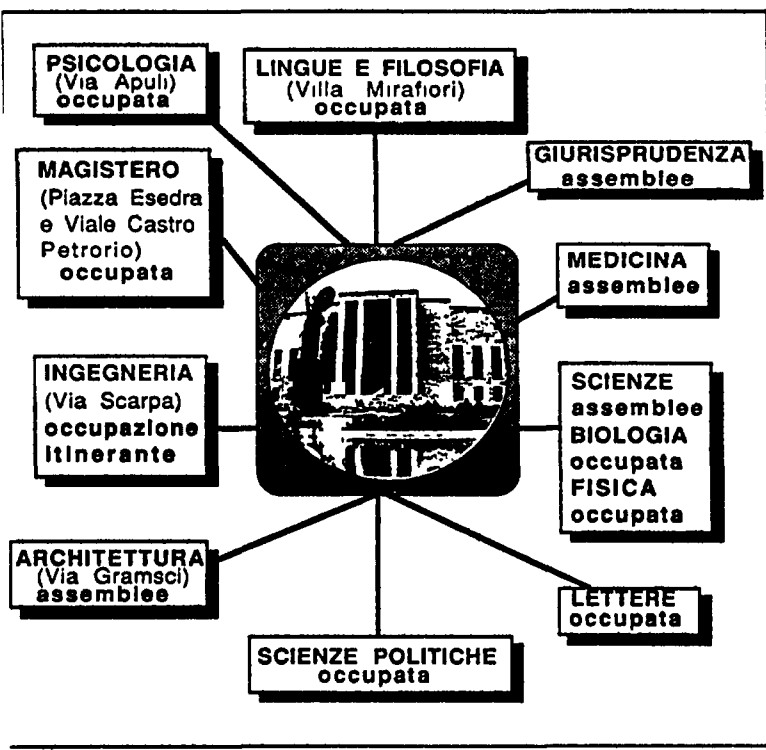 PSICOLOGIA
(Via Apuli)
occupata
LINGUE E FILOSOFIA
(Villa Mirafiori)
occupata
GIURISPRUDENZA
assemblee
MAGISTERO
(Piazza Esedra
e Viale Castro
Petrorio)
occupata
MEDICINA
assemblee
INGEGNERIA
(Via Scarpa)
occupazione
itinerante
SCIENZE
assemblee
BIOLOGIA
occupata
FISICA
occupata
ARCHITETTURA
(Via Gramsci)
assemblee
LETTERE
occupata
SCIENZE POLITICHE
occupata